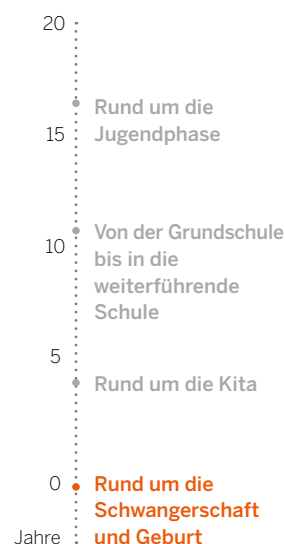 20
Rund um die
15 Jugendphase
Von der Grundschule
10 bis in die
weiterführende
Schule
5
Rund um die Kita
0 Rund um die
Schwangerschaft
Jahre und Geburt